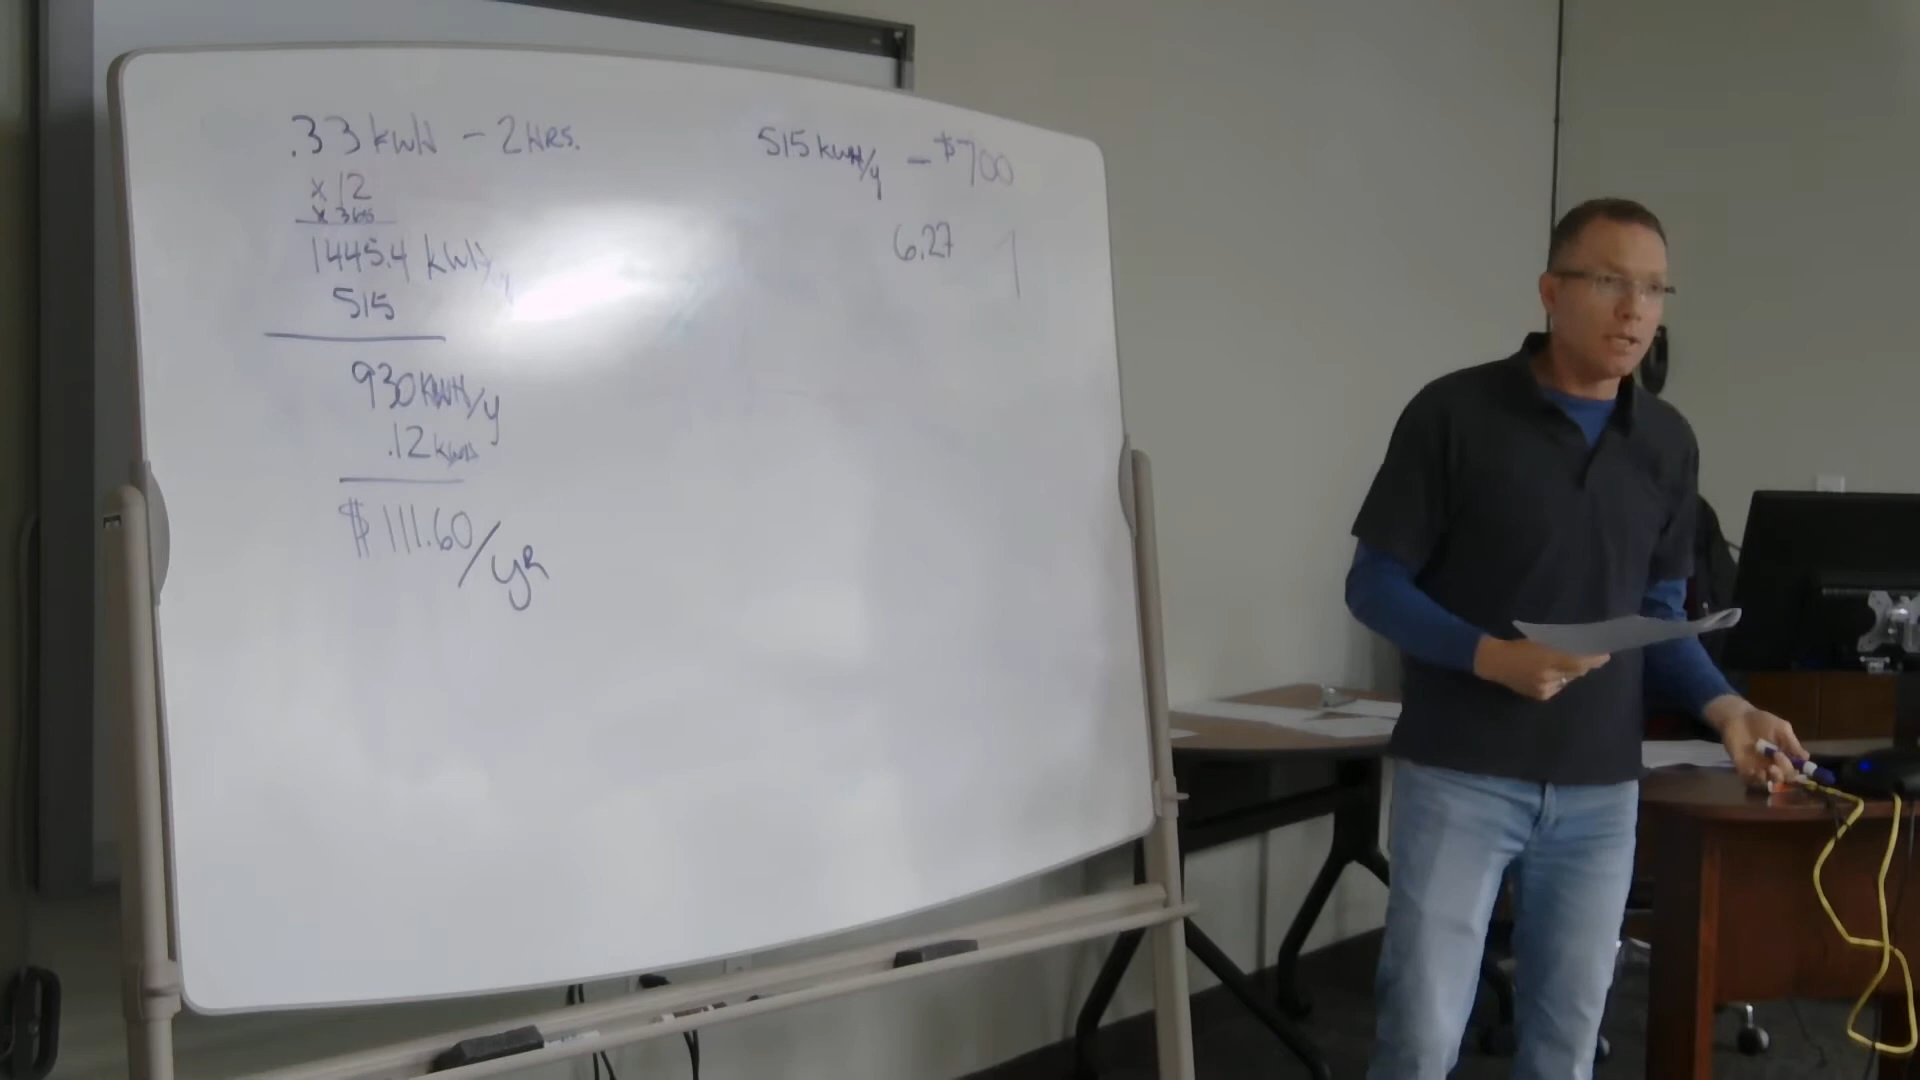 .33 kWH - 2 HRS.
x 12
x 365
1445.4 kWH/y
515
930 kWH/y
.12 kWH
$111.60/yR
515 kWH/y - $700
6.27